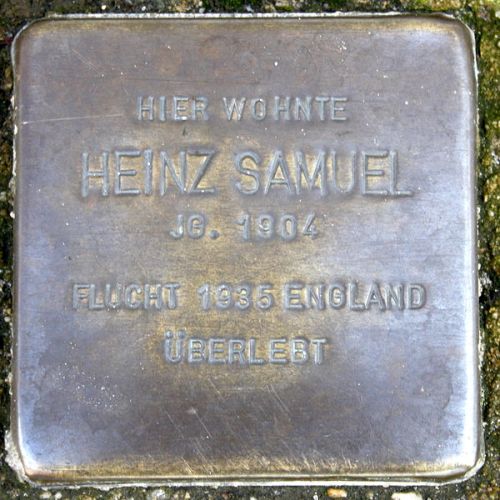 HIER WOHNTE
HEINZ SAMUEL
JG. 1904
FLUCHT 1935 ENGLAND
ÜBERLEBT